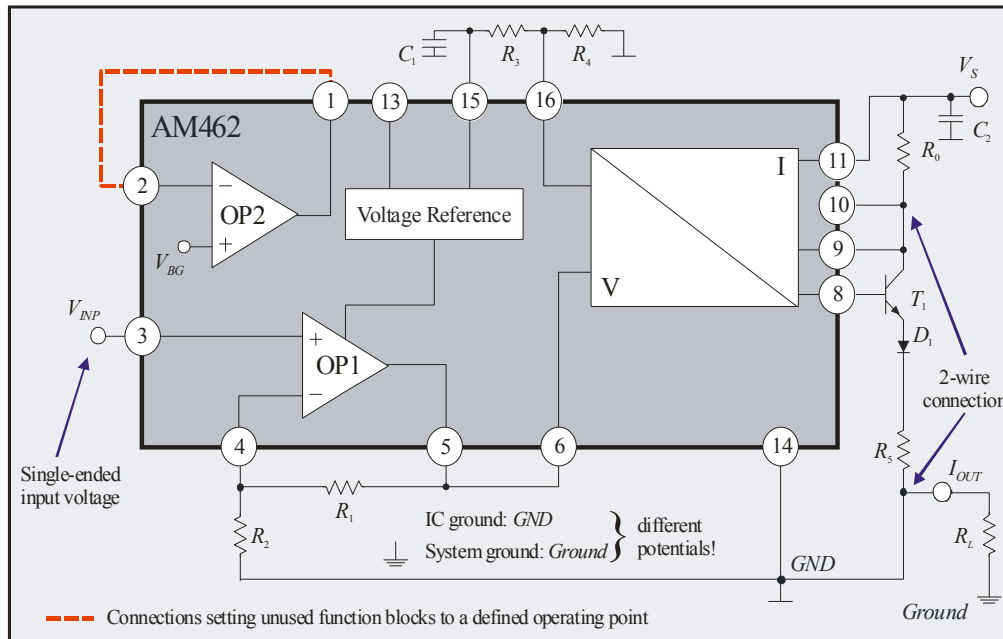 C1
R3
R4
VS
1
13
15
16
AM462
C2
R0
I
11
2
−
OP2
10
Voltage Reference
+
VBG
9
V
8
T1
VINP
3
D1
+
OP1
−
2-wire
connection
4
5
6
14
R5
Single-ended
input voltage
IOUT
R1
IC ground: GND
different
potentials!
System ground: Ground
R2
RL
GND
Ground
Connections setting unused function blocks to a defined operating point